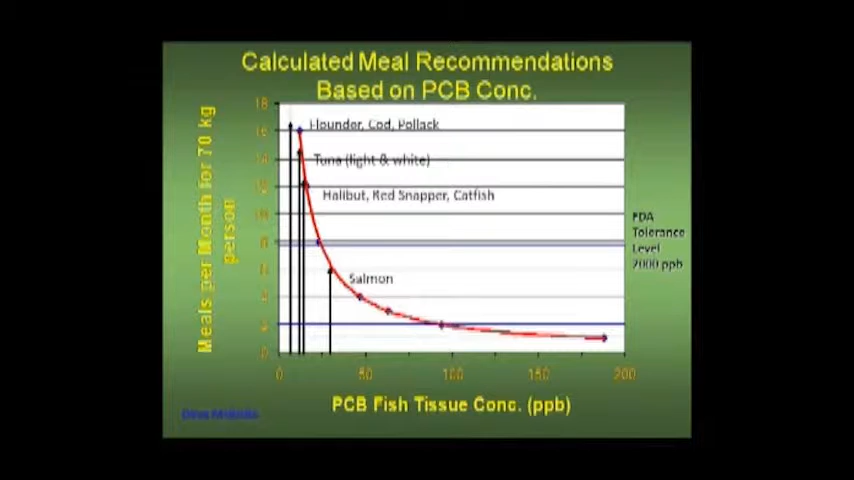 Calculated Meal Recommendations
Based on PCB Conc.
Meals per Month for 70 kg
person
18
16
14
12
10
8
6
4
2
0
Flounder, Cod, Pollack
Tuna (light & white)
Halibut, Red Snapper, Catfish
Salmon
FDA
Tolerance
Level
2000 ppb
0
50
100
150
200
PCB Fish Tissue Conc. (ppb)